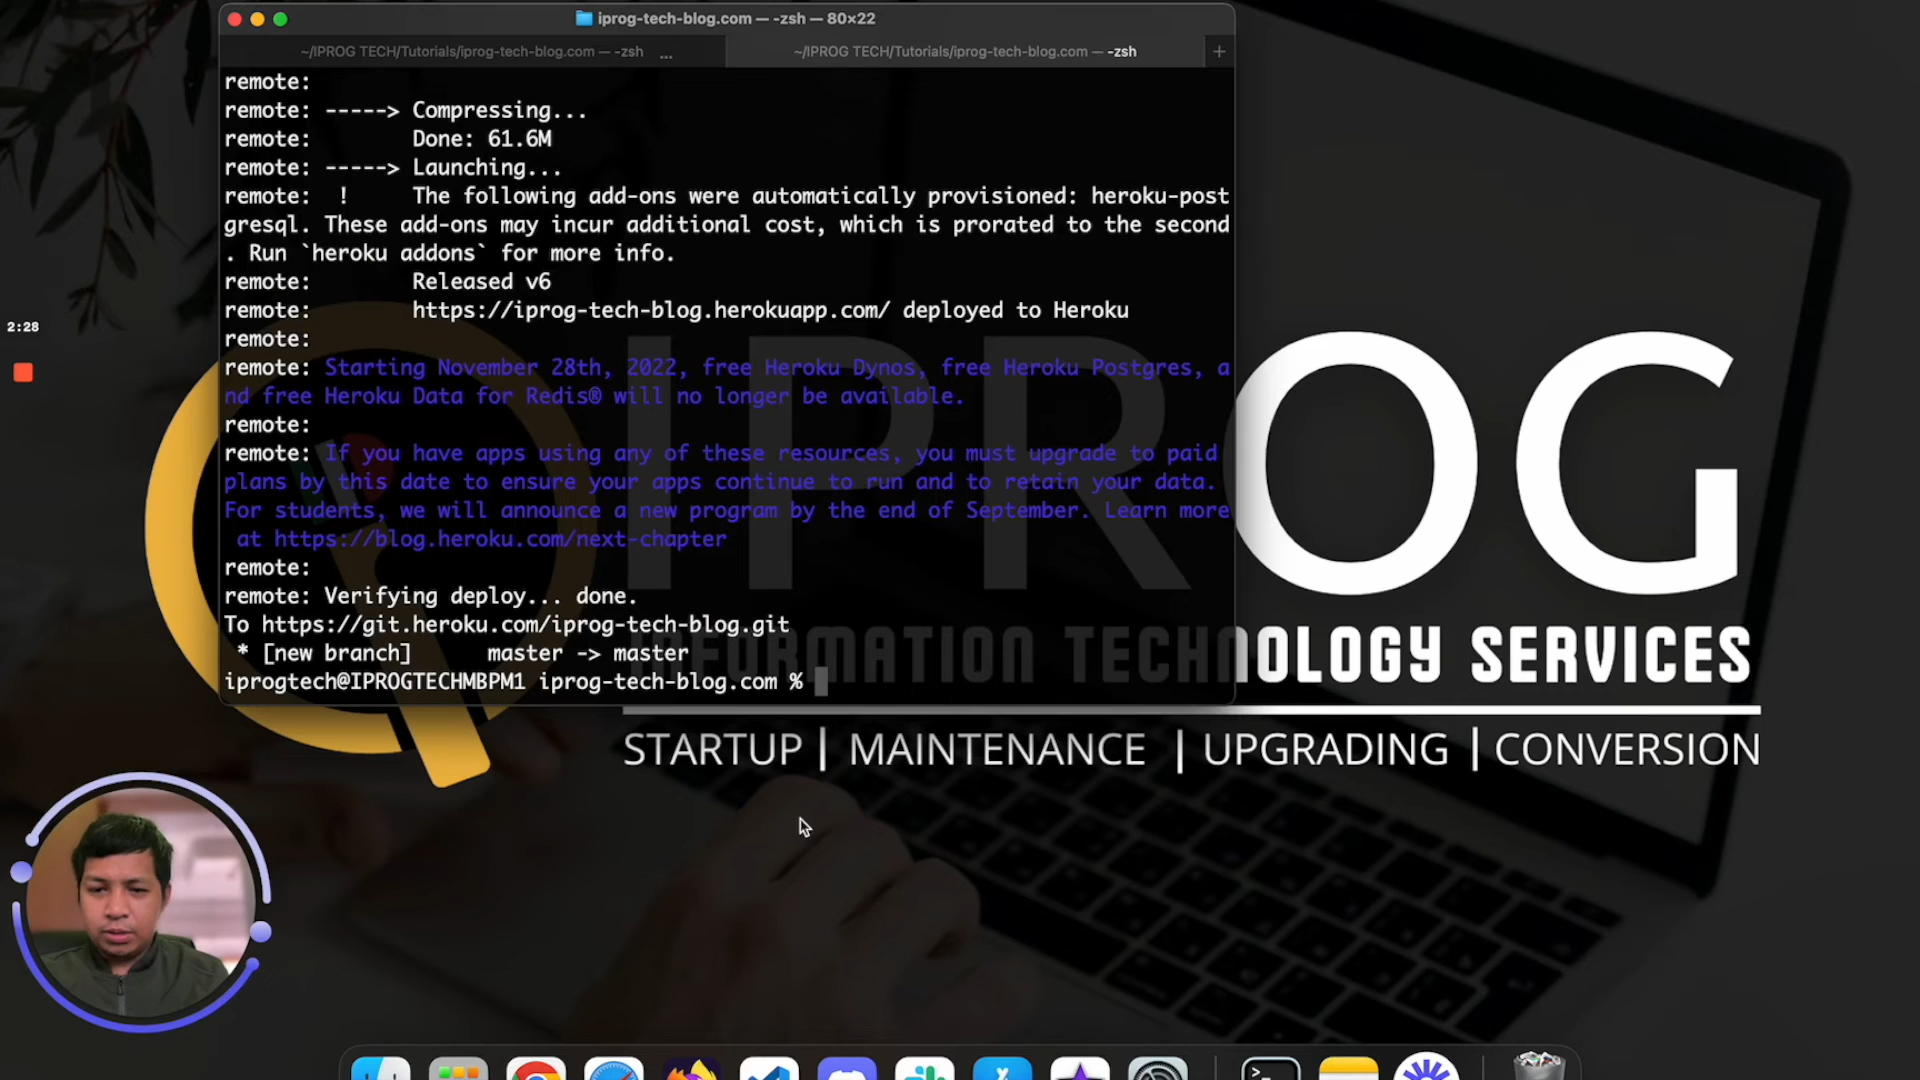 iprog-tech-blog.com — -zsh — 80×22
~/IPROG TECH/Tutorials/iprog-tech-blog.com — -zsh ...
~/IPROG TECH/Tutorials/iprog-tech-blog.com — -zsh +
remote:
remote: -----> Compressing...
remote:        Done: 61.6M
remote: -----> Launching...
remote:  !     The following add-ons were automatically provisioned: heroku-post
gresql. These add-ons may incur additional cost, which is prorated to the second
. Run `heroku addons` for more info.
remote:        Released v6
remote:        https://iprog-tech-blog.herokuapp.com/ deployed to Heroku
remote:
remote: Starting November 28th, 2022, free Heroku Dynos, free Heroku Postgres, a
nd free Heroku Data for Redis® will no longer be available.
remote:
remote: If you have apps using any of these resources, you must upgrade to paid
plans by this date to ensure your apps continue to run and to retain your data.
For students, we will announce a new program by the end of September. Learn more
 at https://blog.heroku.com/next-chapter
remote:
remote: Verifying deploy... done.
To https://git.heroku.com/iprog-tech-blog.git
 * [new branch]      master -> master
iprogtech@IPROGTECHMBPM1 iprog-tech-blog.com %
2:28
IPROG
INFORMATION TECHNOLOGY SERVICES
STARTUP | MAINTENANCE | UPGRADING | CONVERSION